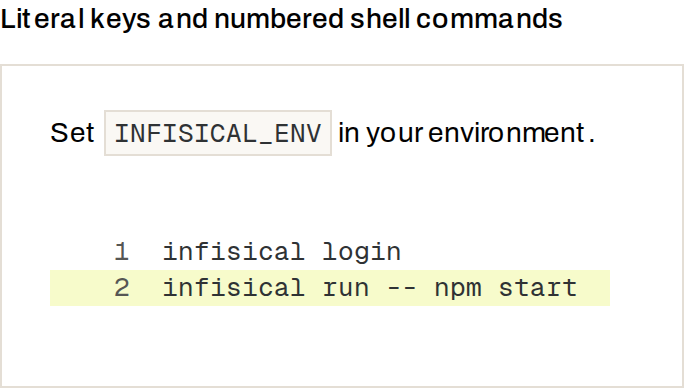 Literal keys and numbered shell commands
Set INFISICAL_ENV in your environment.
1 infisical login
2 infisical run -- npm start